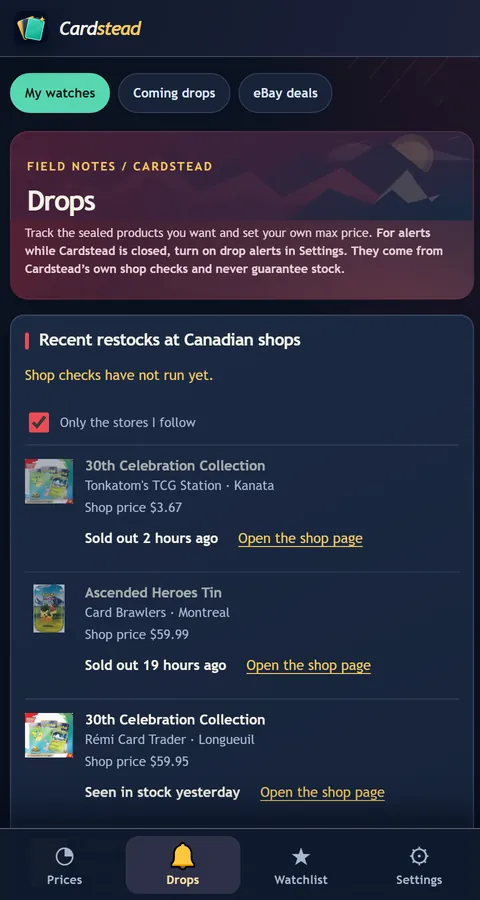 Cardstead
My watches
Coming drops
eBay deals
FIELD NOTES / CARDSTEAD
Drops
Track the sealed products you want and set your own max price. For alerts
while Cardstead is closed, turn on drop alerts in Settings. They come from
Cardstead's own shop checks and never guarantee stock.
Recent restocks at Canadian shops
Shop checks have not run yet.
Only the stores I follow
30th Celebration Collection
Tonkatom's TCG Station · Kanata
Shop price $3.67
Sold out 2 hours ago Open the shop page
Ascended Heroes Tin
Card Brawlers · Montreal
Shop price $59.99
Sold out 19 hours ago Open the shop page
30th Celebration Collection
Rémi Card Trader · Longueuil
Shop price $59.95
Seen in stock yesterday Open the shop page
Prices
Drops
Watchlist
Settings